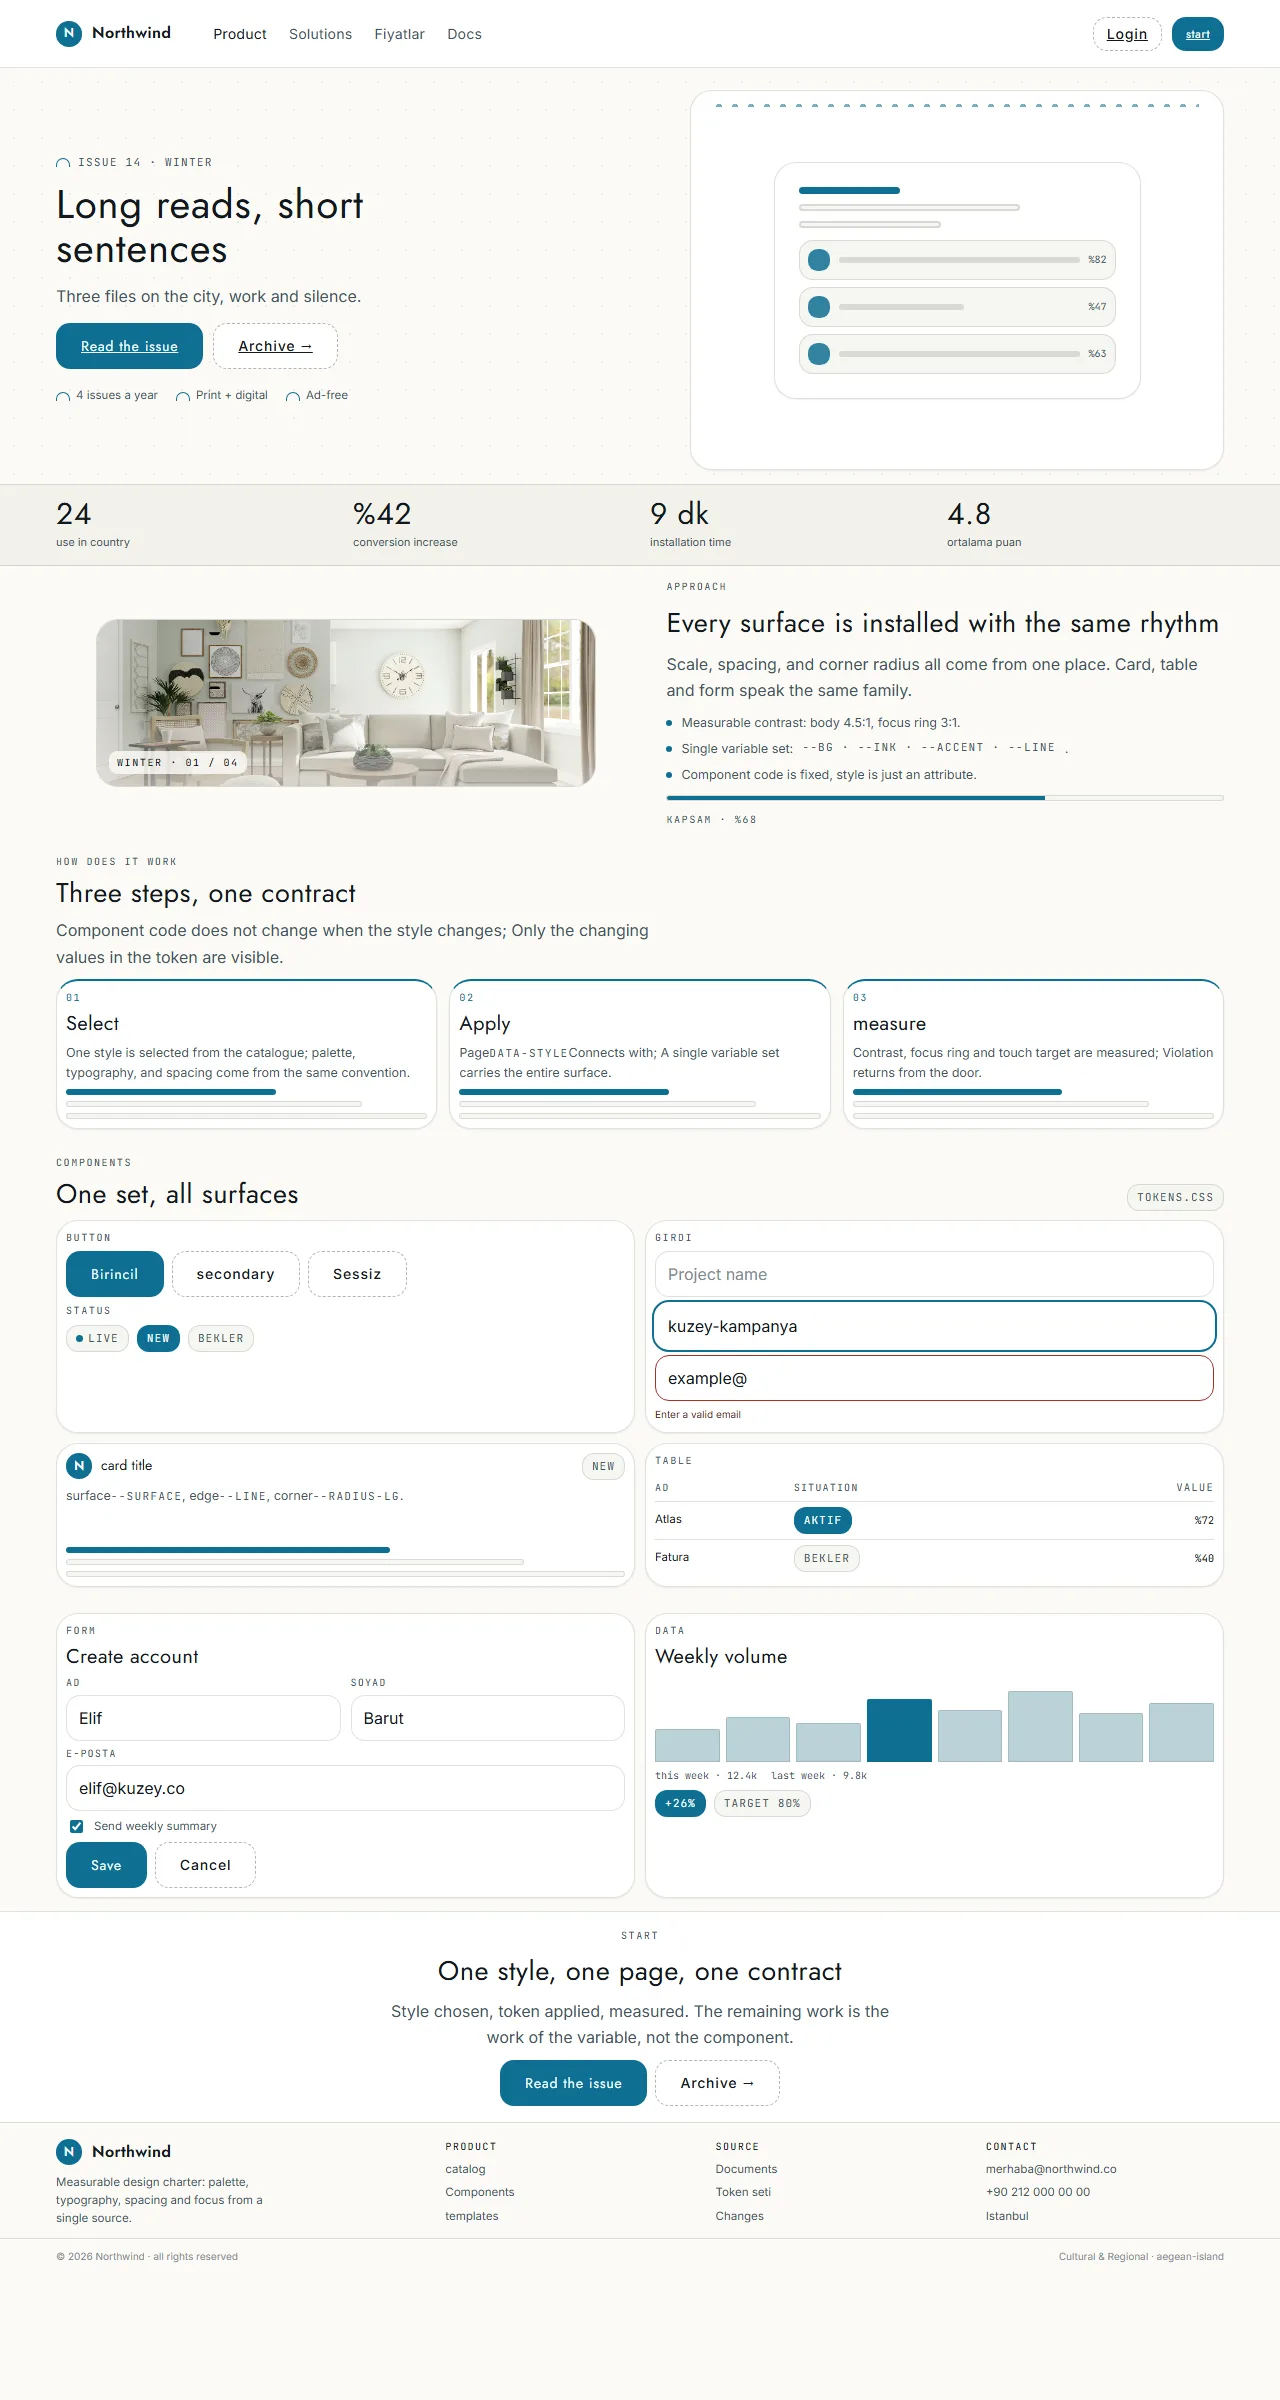 N Northwind Product Solutions Fiyatlar Docs Login start
ISSUE 14 · WINTER
Long reads, short
sentences
Three files on the city, work and silence.
Read the issue Archive →
4 issues a year Print + digital Ad-free
%82
%47
%63
24 %42 9 dk 4.8
use in country conversion increase installation time ortalama puan
WINTER · 01 / 04
APPROACH
Every surface is installed with the same rhythm
Scale, spacing, and corner radius all come from one place. Card, table
and form speak the same family.
Measurable contrast: body 4.5:1, focus ring 3:1.
Single variable set: --BG · --INK · --ACCENT · --LINE .
Component code is fixed, style is just an attribute.
KAPSAM · %68
HOW DOES IT WORK
Three steps, one contract
Component code does not change when the style changes; Only the changing
values in the token are visible.
01
Select
One style is selected from the catalogue; palette,
typography, and spacing come from the same convention.
02
Apply
PageDATA-STYLEConnects with; A single variable set
carries the entire surface.
03
measure
Contrast, focus ring and touch target are measured; Violation
returns from the door.
COMPONENTS
One set, all surfaces
TOKENS.CSS
BUTTON
Birincil secondary Sessiz
STATUS
LIVE NEW BEKLER
GIRDI
Project name
kuzey-kampanya
example@
Enter a valid email
N card title NEW
surface--SURFACE, edge--LINE, corner--RADIUS-LG.
TABLE
AD SITUATION VALUE
Atlas AKTIF %72
Fatura BEKLER %40
FORM
Create account
AD SOYAD
Elif Barut
E-POSTA
elif@kuzey.co
Send weekly summary
Save Cancel
DATA
Weekly volume
this week · 12.4k last week · 9.8k
+26% TARGET 80%
START
One style, one page, one contract
Style chosen, token applied, measured. The remaining work is the
work of the variable, not the component.
Read the issue Archive →
N Northwind
Measurable design charter: palette,
typography, spacing and focus from a
single source.
PRODUCT
catalog
Components
templates
SOURCE
Documents
Token seti
Changes
CONTACT
merhaba@northwind.co
+90 212 000 00 00
Istanbul
© 2026 Northwind · all rights reserved
Cultural & Regional · aegean-island